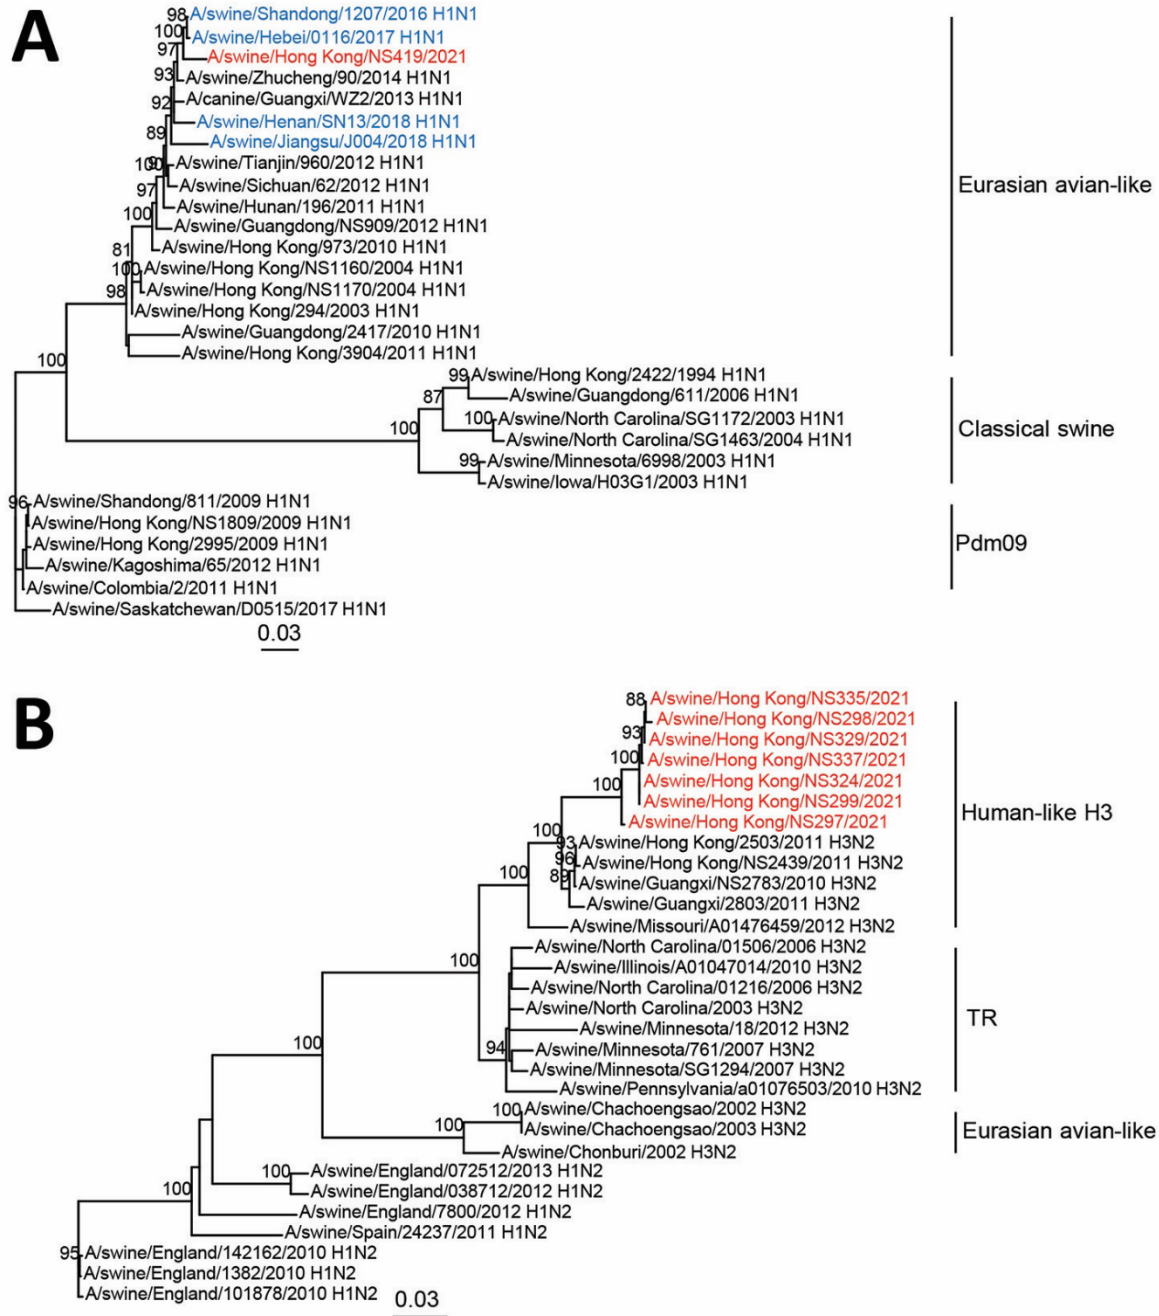 A
98 A/swine/Shandong/1207/2016 H1N1
100 A/swine/Hebei/0116/2017 H1N1
97 A/swine/Hong Kong/NS419/2021
93 A/swine/Zhucheng/90/2014 H1N1
92 A/canine/Guangxi/WZ2/2013 H1N1
A/swine/Henan/SN13/2018 H1N1
89 A/swine/Jiangsu/J004/2018 H1N1
100 A/swine/Tianjin/960/2012 H1N1
Eurasian avian-like
97 A/swine/Sichuan/62/2012 H1N1
A/swine/Hunan/196/2011 H1N1
100 A/swine/Guangdong/NS909/2012 H1N1
81 A/swine/Hong Kong/973/2010 H1N1
100 A/swine/Hong Kong/NS1160/2004 H1N1
98 A/swine/Hong Kong/NS1170/2004 H1N1
A/swine/Hong Kong/294/2003 H1N1
A/swine/Guangdong/2417/2010 H1N1
100 A/swine/Hong Kong/3904/2011 H1N1
99 A/swine/Hong Kong/2422/1994 H1N1
87 A/swine/Guangdong/611/2006 H1N1
100 A/swine/North Carolina/SG1172/2003 H1N1
100 A/swine/North Carolina/SG1463/2004 H1N1
Classical swine
99 A/swine/Minnesota/6998/2003 H1N1
A/swine/Iowa/H03G1/2003 H1N1
96 A/swine/Shandong/811/2009 H1N1
A/swine/Hong Kong/NS1809/2009 H1N1
A/swine/Hong Kong/2995/2009 H1N1
Pdm09
A/swine/Kagoshima/65/2012 H1N1
A/swine/Colombia/2/2011 H1N1
A/swine/Saskatchewan/D0515/2017 H1N1
0.03
B
88 A/swine/Hong Kong/NS335/2021
A/swine/Hong Kong/NS298/2021
93 A/swine/Hong Kong/NS329/2021
100 A/swine/Hong Kong/NS337/2021
100 A/swine/Hong Kong/NS324/2021
A/swine/Hong Kong/NS299/2021
Human-like H3
A/swine/Hong Kong/NS297/2021
100
93 A/swine/Hong Kong/2503/2011 H3N2
96 A/swine/Hong Kong/NS2439/2011 H3N2
100 89 A/swine/Guangxi/NS2783/2010 H3N2
A/swine/Guangxi/2803/2011 H3N2
A/swine/Missouri/A01476459/2012 H3N2
A/swine/North Carolina/01506/2006 H3N2
100 A/swine/Illinois/A01047014/2010 H3N2
A/swine/North Carolina/01216/2006 H3N2
A/swine/North Carolina/2003 H3N2
TR
A/swine/Minnesota/18/2012 H3N2
100 94 A/swine/Minnesota/761/2007 H3N2
A/swine/Minnesota/SG1294/2007 H3N2
A/swine/Pennsylvania/a01076503/2010 H3N2
100 A/swine/Chachoengsao/2002 H3N2
100 A/swine/Chachoengsao/2003 H3N2
Eurasian avian-like
A/swine/Chonburi/2002 H3N2
100 A/swine/England/072512/2013 H1N2
100 A/swine/England/038712/2012 H1N2
A/swine/England/7800/2012 H1N2
A/swine/Spain/24237/2011 H1N2
95 A/swine/England/142162/2010 H1N2
A/swine/England/1382/2010 H1N2
A/swine/England/101878/2010 H1N2
0.03